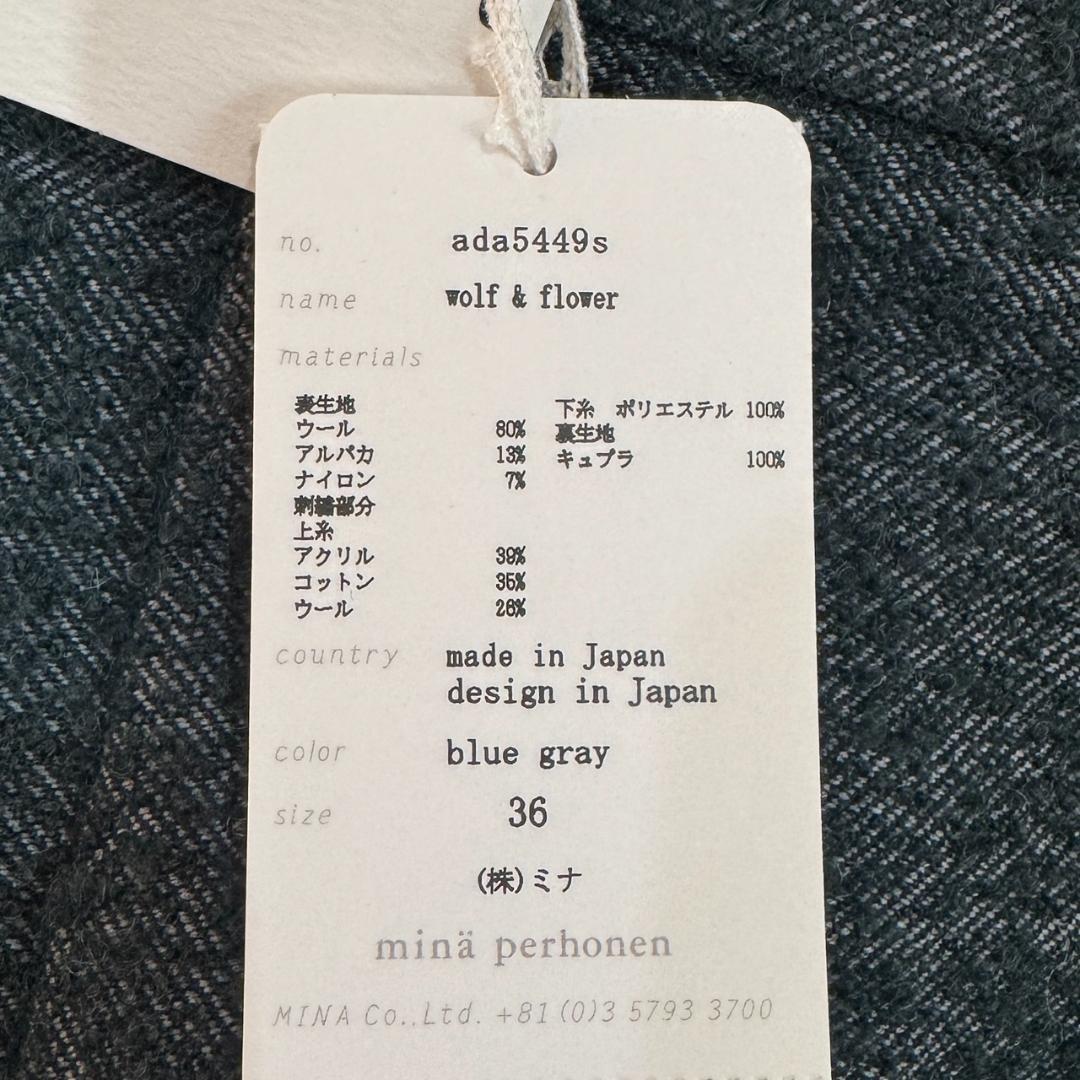 no. ada5449s
name wolf & flower
materials
表生地
ウール 80%
アルパカ 13%
ナイロン 7%
刺繍部分
上糸
アクリル 39%
コットン 35%
ウール 26%
下糸 ポリエステル 100%
裏生地
キュプラ 100%
country made in Japan
design in Japan
color blue gray
size 36
(株)ミナ
minä perhonen
MINA Co.,Ltd. +81(0)3 5793 3700